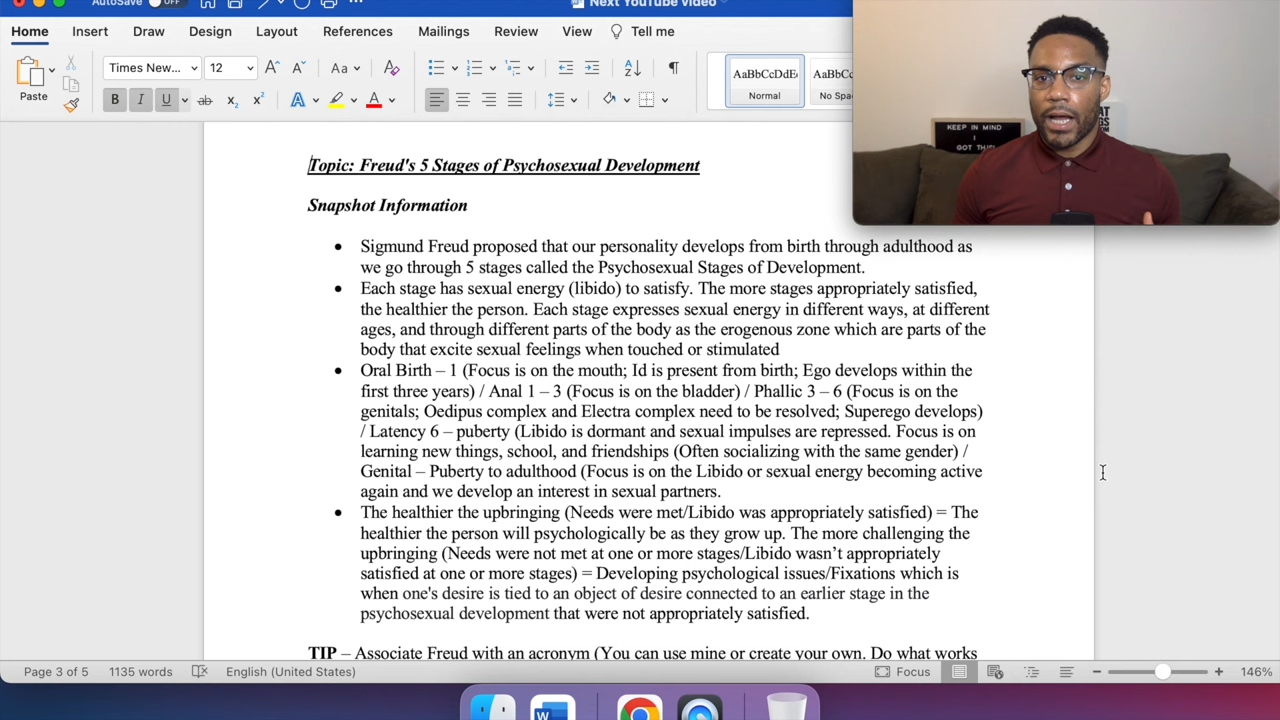 AutoSave OFF
Next YouTube video
Home Insert Draw Design Layout References Mailings Review View Tell me
Times New... 12 Aa
AaBbCcDdEe
Normal
Paste
B I U ab x₂ x² A A
KEEP IN MIND
I
GOT THIS
Topic: Freud's 5 Stages of Psychosexual Development
Snapshot Information
• Sigmund Freud proposed that our personality develops from birth through adulthood as
we go through 5 stages called the Psychosexual Stages of Development.
• Each stage has sexual energy (libido) to satisfy. The more stages appropriately satisfied,
the healthier the person. Each stage expresses sexual energy in different ways, at different
ages, and through different parts of the body as the erogenous zone which are parts of the
body that excite sexual feelings when touched or stimulated
• Oral Birth – 1 (Focus is on the mouth; Id is present from birth; Ego develops within the
first three years) / Anal 1 – 3 (Focus is on the bladder) / Phallic 3 – 6 (Focus is on the
genitals; Oedipus complex and Electra complex need to be resolved; Superego develops)
/ Latency 6 – puberty (Libido is dormant and sexual impulses are repressed. Focus is on
learning new things, school, and friendships (Often socializing with the same gender) /
Genital – Puberty to adulthood (Focus is on the Libido or sexual energy becoming active
again and we develop an interest in sexual partners.
• The healthier the upbringing (Needs were met/Libido was appropriately satisfied) = The
healthier the person will psychologically be as they grow up. The more challenging the
upbringing (Needs were not met at one or more stages/Libido wasn't appropriately
satisfied at one or more stages) = Developing psychological issues/Fixations which is
when one's desire is tied to an object of desire connected to an earlier stage in the
psychosexual development that were not appropriately satisfied.
TIP – Associate Freud with an acronym (You can use mine or create your own. Do what works
Page 3 of 5 1135 words English (United States) Focus 146%